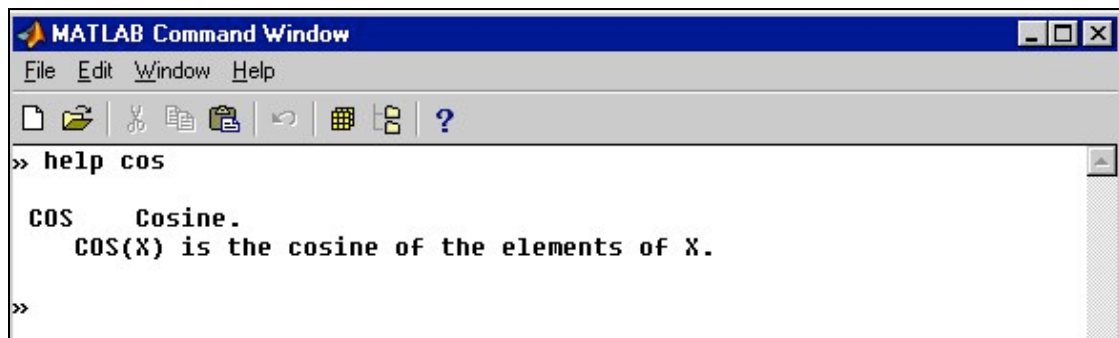 MATLAB Command Window
File Edit Window Help
?
» help cos
COS Cosine.
COS(X) is the cosine of the elements of X.
»